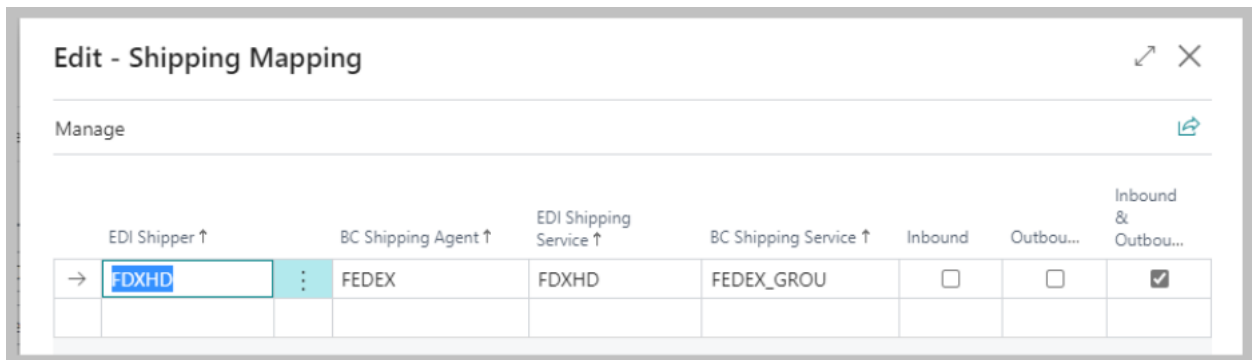 Edit - Shipping Mapping
Manage
Inbound
EDI Shipping &
EDI Shipper ↑ BC Shipping Agent ↑ Service ↑ BC Shipping Service ↑ Inbound Outbou... Outbou...
→ FDXHD FEDEX FDXHD FEDEX_GROU